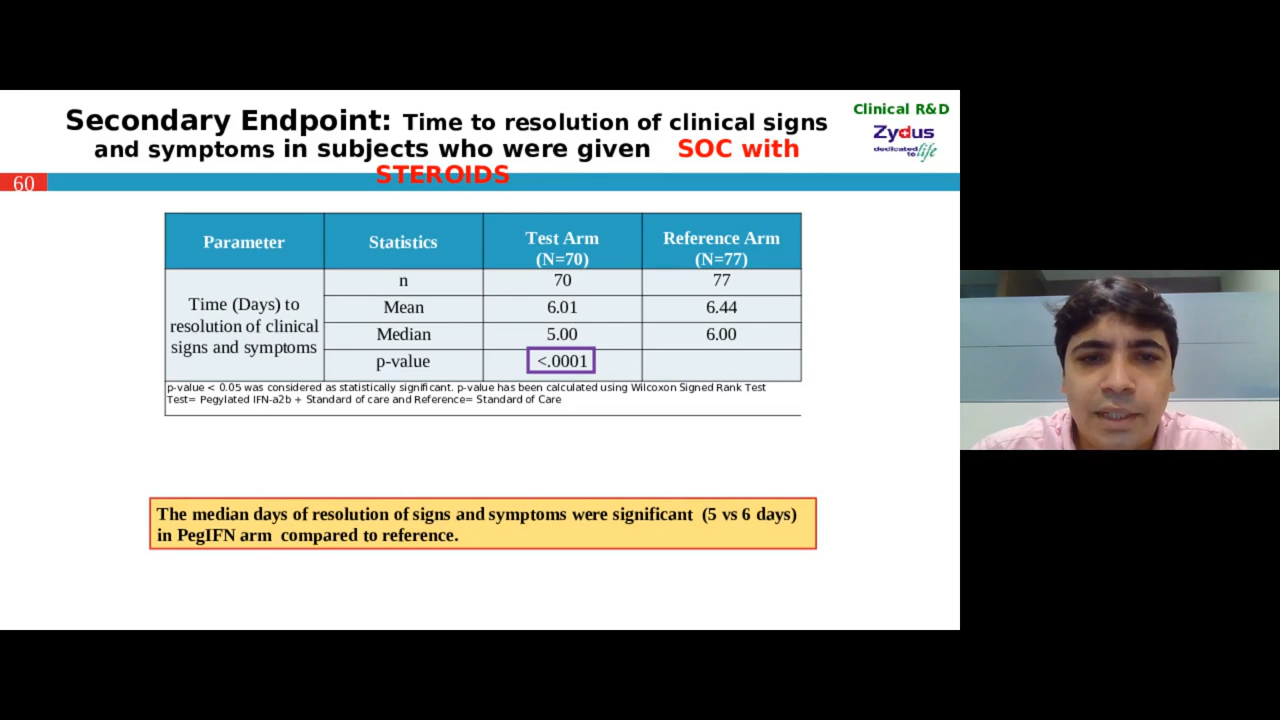 Secondary Endpoint: Time to resolution of clinical signs
and symptoms in subjects who were given SOC with
STEROIDS
Clinical R&D
Zydus
dedicated
to life
60
Parameter Statistics Test Arm (N=70) Reference Arm (N=77)
Time (Days) to resolution of clinical signs and symptoms
n 70 77
Mean 6.01 6.44
Median 5.00 6.00
p-value <.0001
p-value < 0.05 was considered as statistically significant. p-value has been calculated using Wilcoxon Signed Rank Test
Test= Pegylated IFN-a2b + Standard of care and Reference= Standard of Care
The median days of resolution of signs and symptoms were significant (5 vs 6 days)
in PegIFN arm compared to reference.